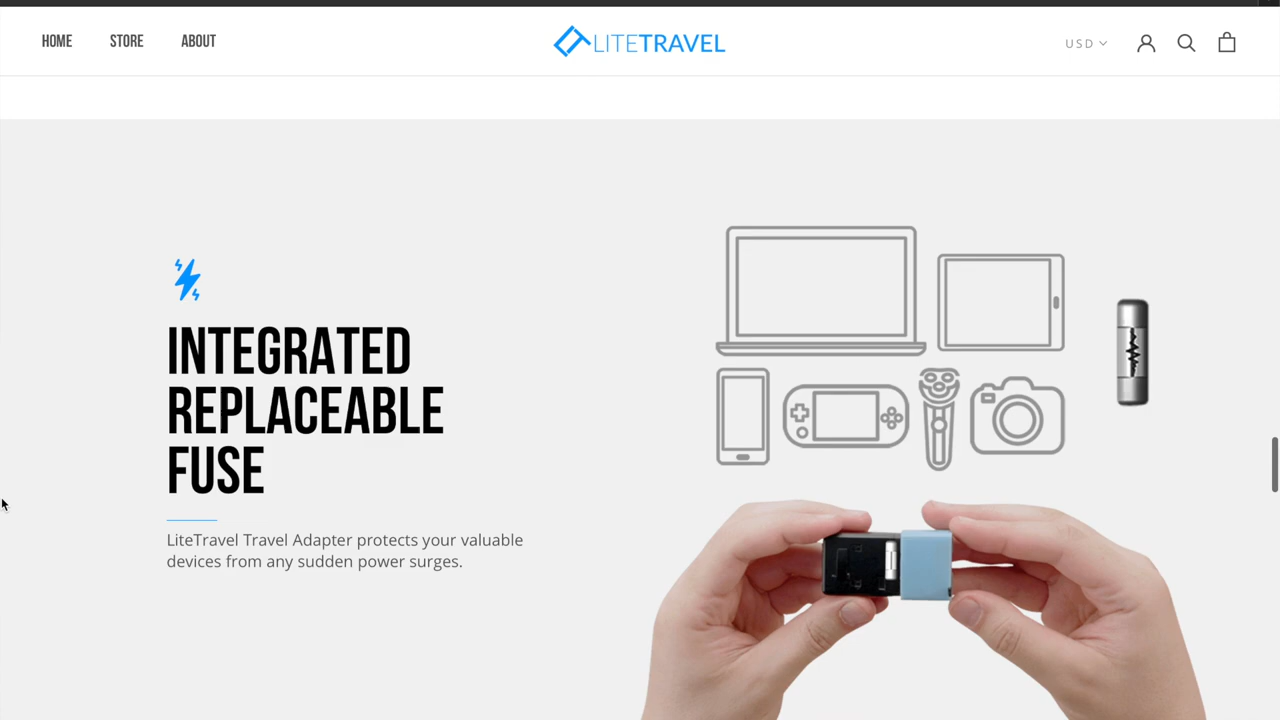 HOME STORE ABOUT LITETRAVEL USD
INTEGRATED
REPLACEABLE
FUSE
LiteTravel Travel Adapter protects your valuable
devices from any sudden power surges.